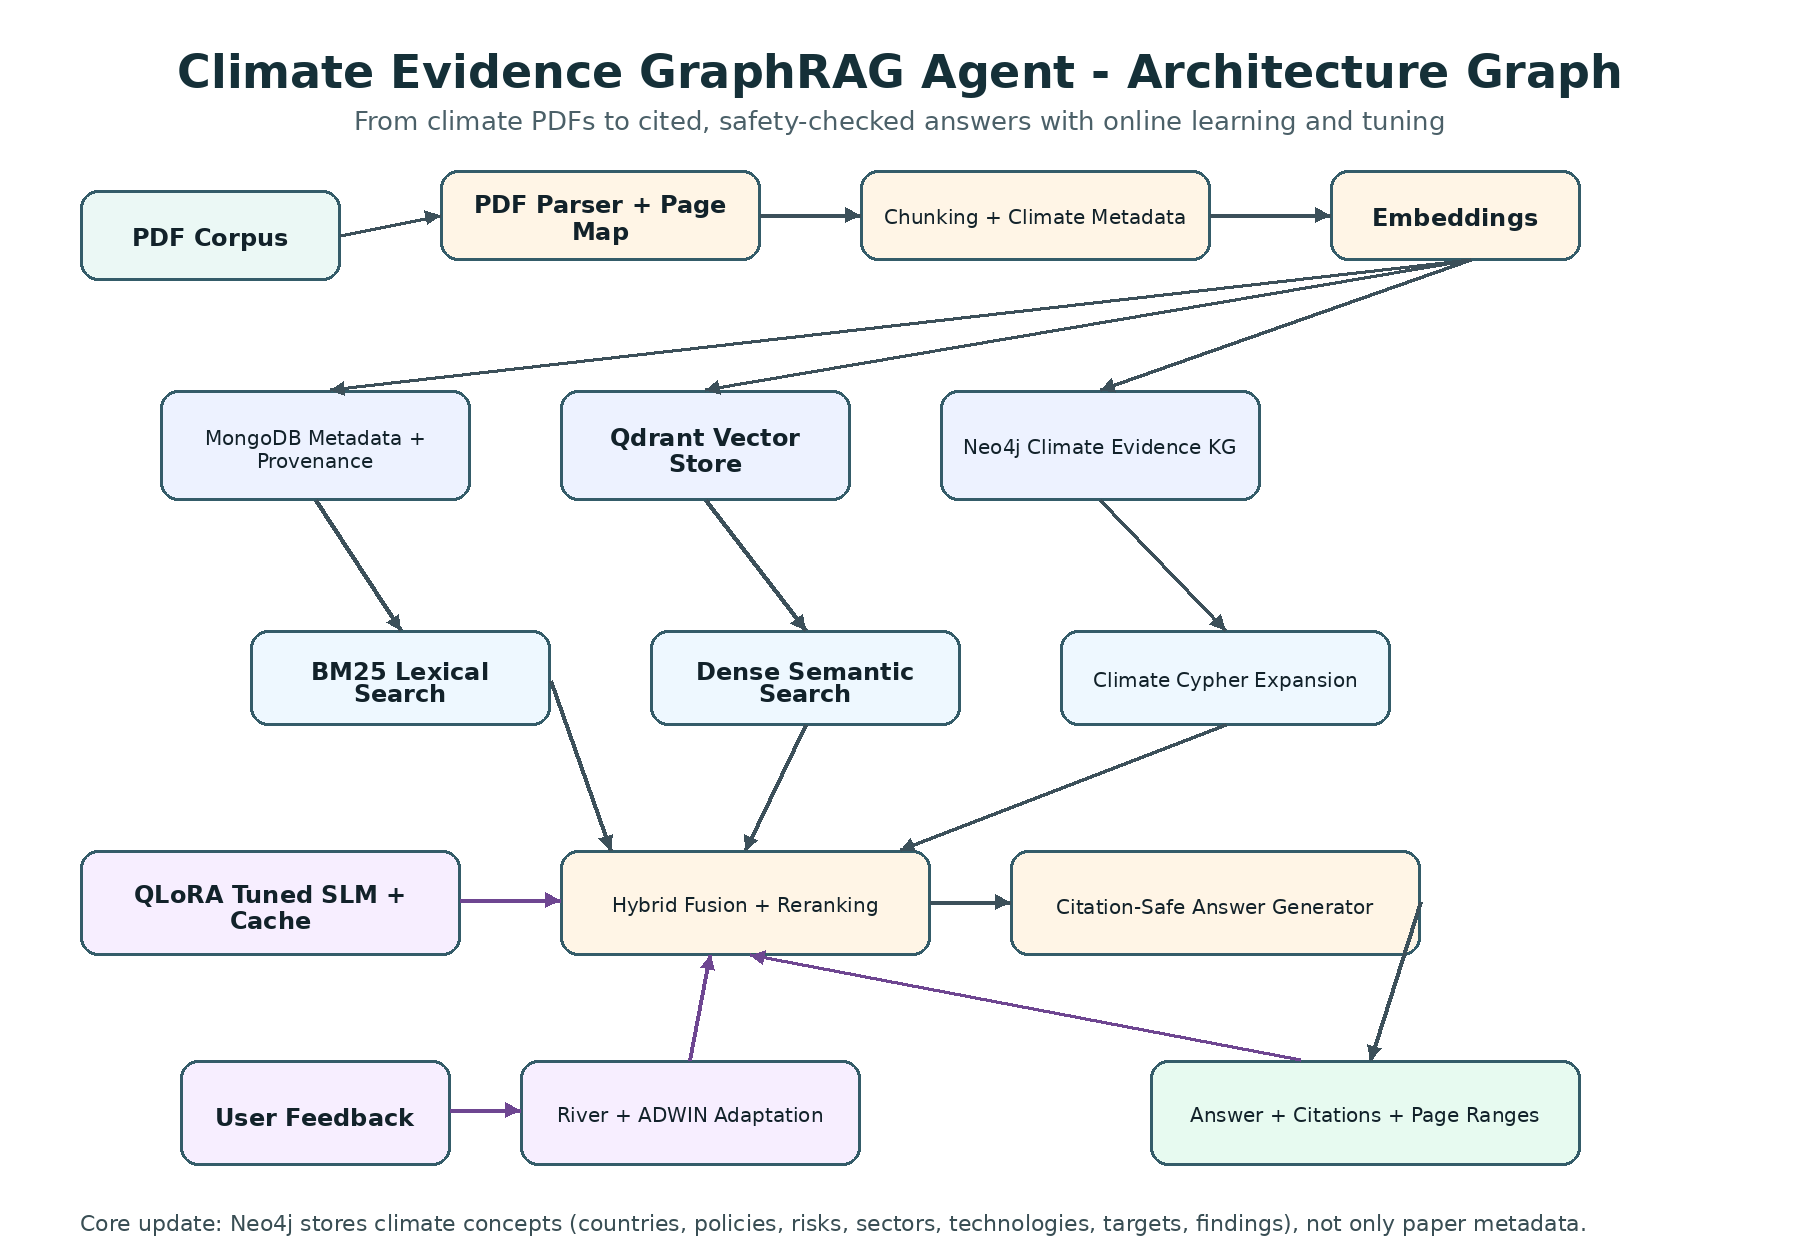 Climate Evidence GraphRAG Agent - Architecture Graph
From climate PDFs to cited, safety-checked answers with online learning and tuning
PDF Corpus
PDF Parser + Page
Map
Chunking + Climate Metadata
Embeddings
MongoDB Metadata +
Provenance
Qdrant Vector
Store
Neo4j Climate Evidence KG
BM25 Lexical
Search
Dense Semantic
Search
Climate Cypher Expansion
QLoRA Tuned SLM +
Cache
Hybrid Fusion + Reranking
Citation-Safe Answer Generator
User Feedback
River + ADWIN Adaptation
Answer + Citations + Page Ranges
Core update: Neo4j stores climate concepts (countries, policies, risks, sectors, technologies, targets, findings), not only paper metadata.